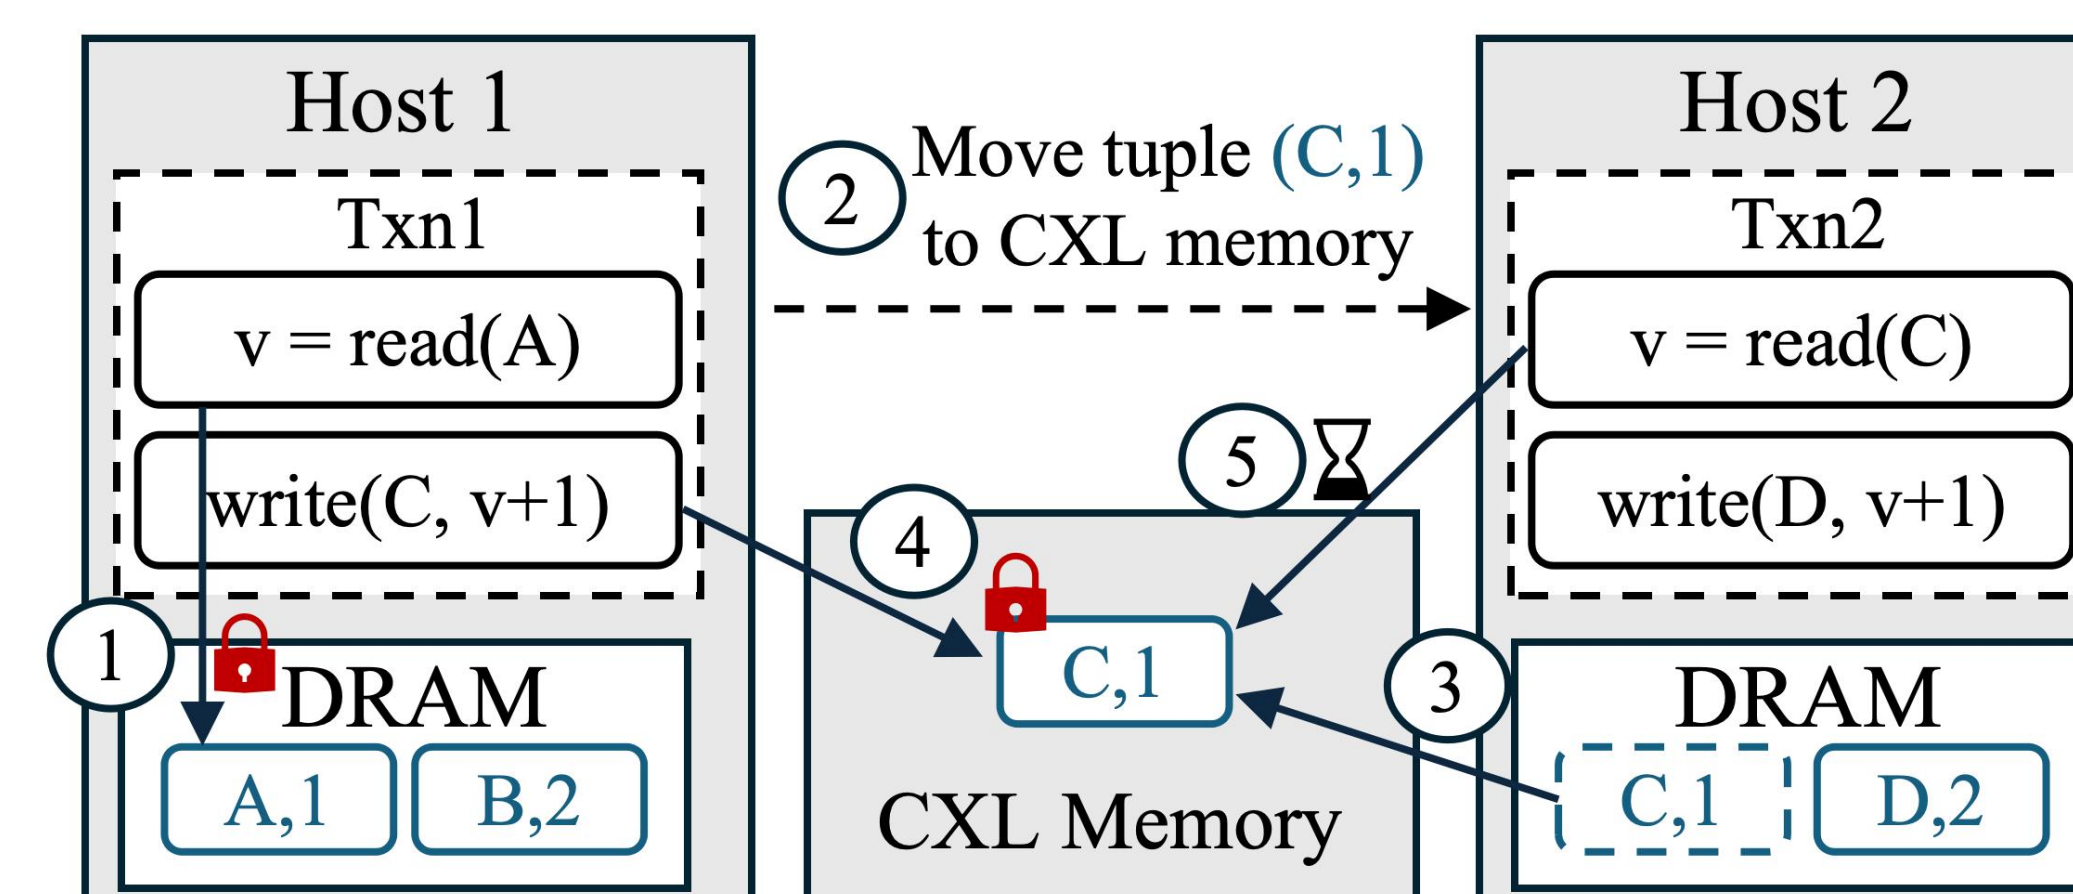 Host 1
Txn1
v = read(A)
write(C, v+1)
1
DRAM
A,1
B,2
2
Move tuple (C,1)
to CXL memory
5
4
C,1
CXL Memory
3
Host 2
Txn2
v = read(C)
write(D, v+1)
DRAM
C,1
D,2